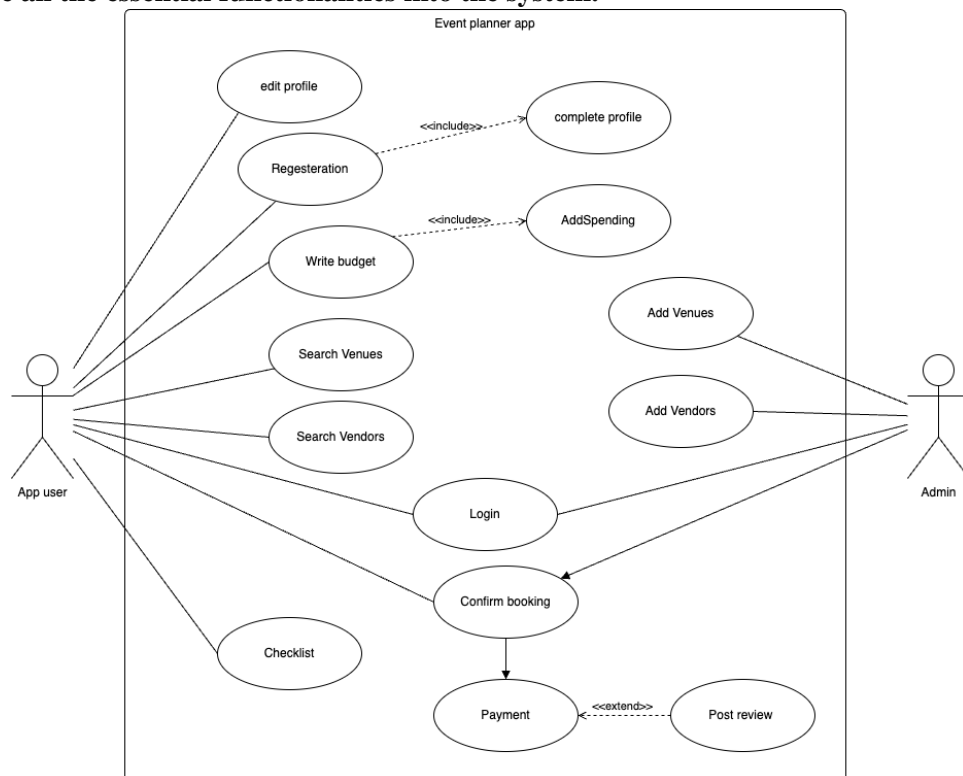 e all the essential functionalities into the system.
Event planner app
edit profile
<<include>>
complete profile
Regesteration
<<include>>
AddSpending
Write budget
Add Venues
Search Venues
Add Vendors
Search Vendors
App user
Admin
Login
Confirm booking
Checklist
<<extend>>
Payment
Post review